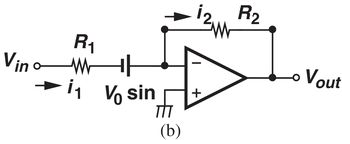 i2 R2
R1
Vin
i1 V0 sin
− +
Vout
(b)